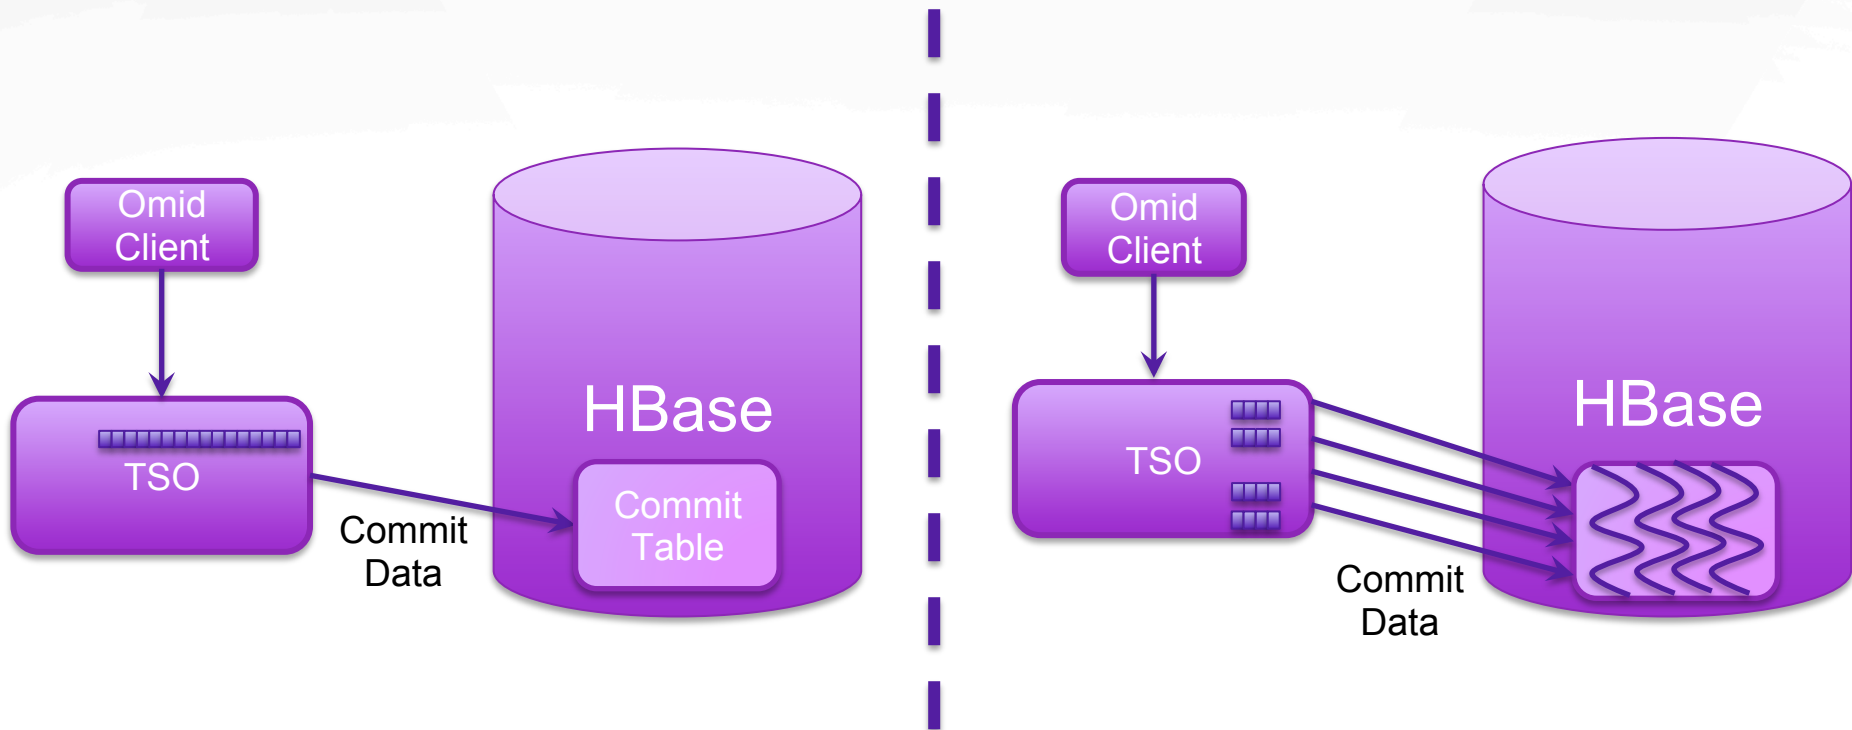 Omid
Client
TSO
Commit
Data
HBase
Commit
Table
Omid
Client
TSO
Commit
Data
HBase